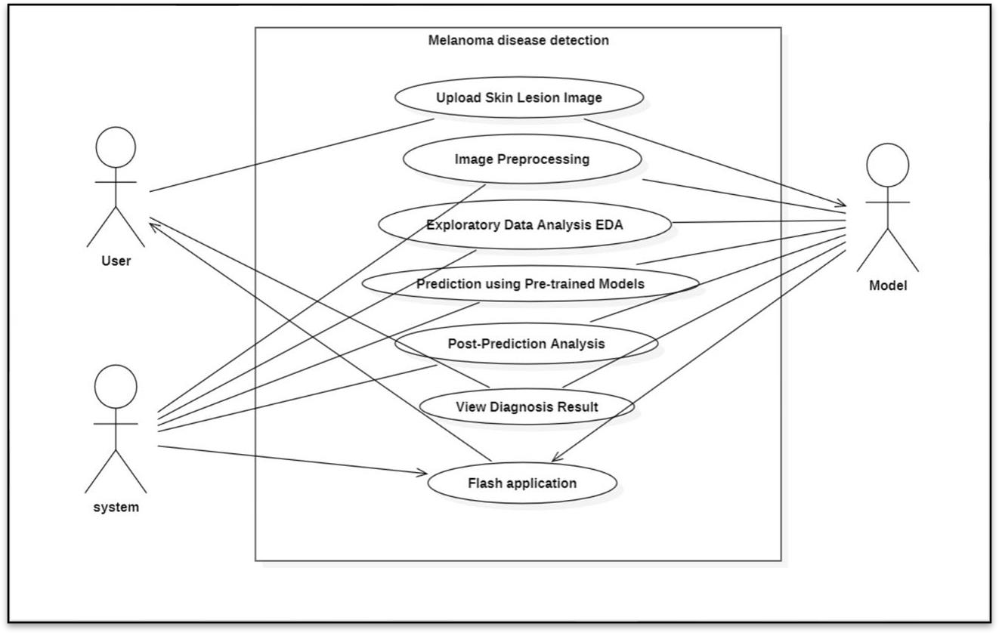 Melanoma disease detection
Upload Skin Lesion Image
Image Preprocessing
Exploratory Data Analysis EDA
Prediction using Pre-trained Models
Post-Prediction Analysis
View Diagnosis Result
Flash application
User
system
Model